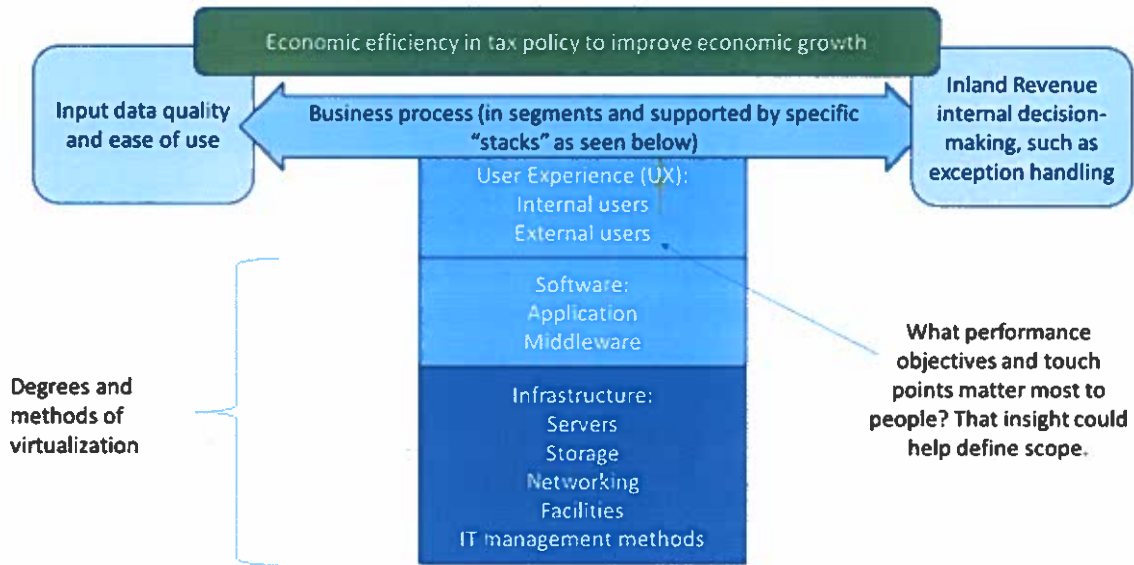 Economic efficiency in tax policy to improve economic growth
Input data quality
and ease of use
Business process (in segments and supported by specific
“stacks” as seen below)
Inland Revenue
internal decision-
making, such as
exception handling
User Experience (UX):
Internal users
External users
Software:
Application
Middleware
Degrees and
methods of
virtualization
Infrastructure:
Servers
Storage
Networking
Facilities
IT management methods
What performance
objectives and touch
points matter most to
people? That insight could
help define scope.